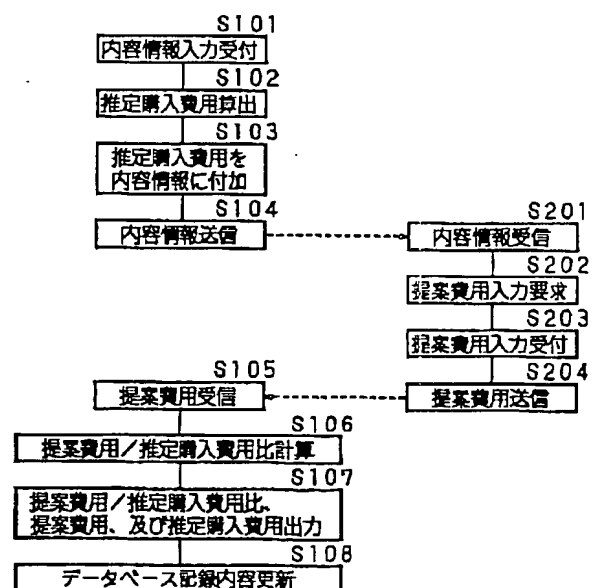 S101
内容情報入力受付
S102
推定購入費用算出
S103
推定購入費用を
内容情報に付加
S104
内容情報送信
S201
内容情報受信
S202
提案費用入力要求
S203
提案費用入力受付
S204
提案費用送信
S105
提案費用受信
S106
提案費用/推定購入費用比計算
S107
提案費用/推定購入費用比、
提案費用、及び推定購入費用出力
S108
データベース記録内容更新